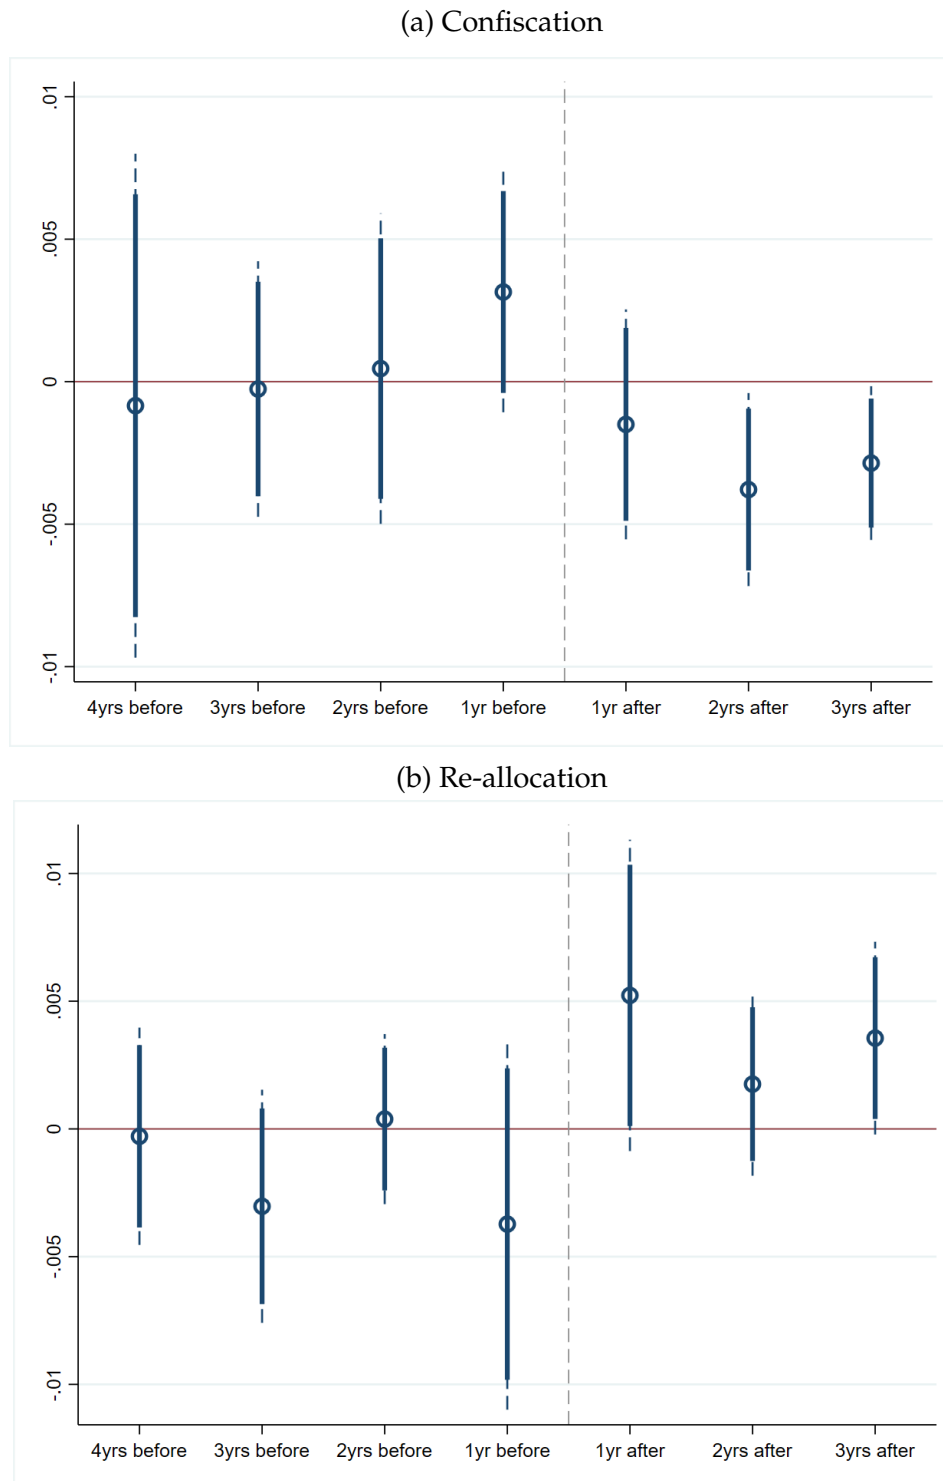 (a) Confiscation
.01
.005
0
-.005
-.01
4yrs before 3yrs before 2yrs before 1yr before 1yr after 2yrs after 3yrs after
(b) Re-allocation
.01
.005
0
-.005
-.01
4yrs before 3yrs before 2yrs before 1yr before 1yr after 2yrs after 3yrs after